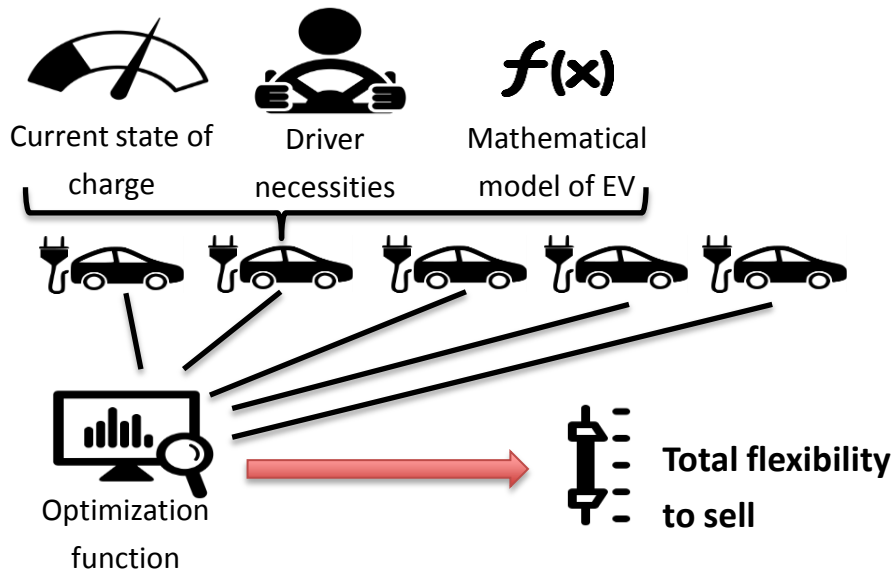 f(x)
Current state of
charge
Driver
necessities
Mathematical
model of EV
Optimization
function
Total flexibility
to sell